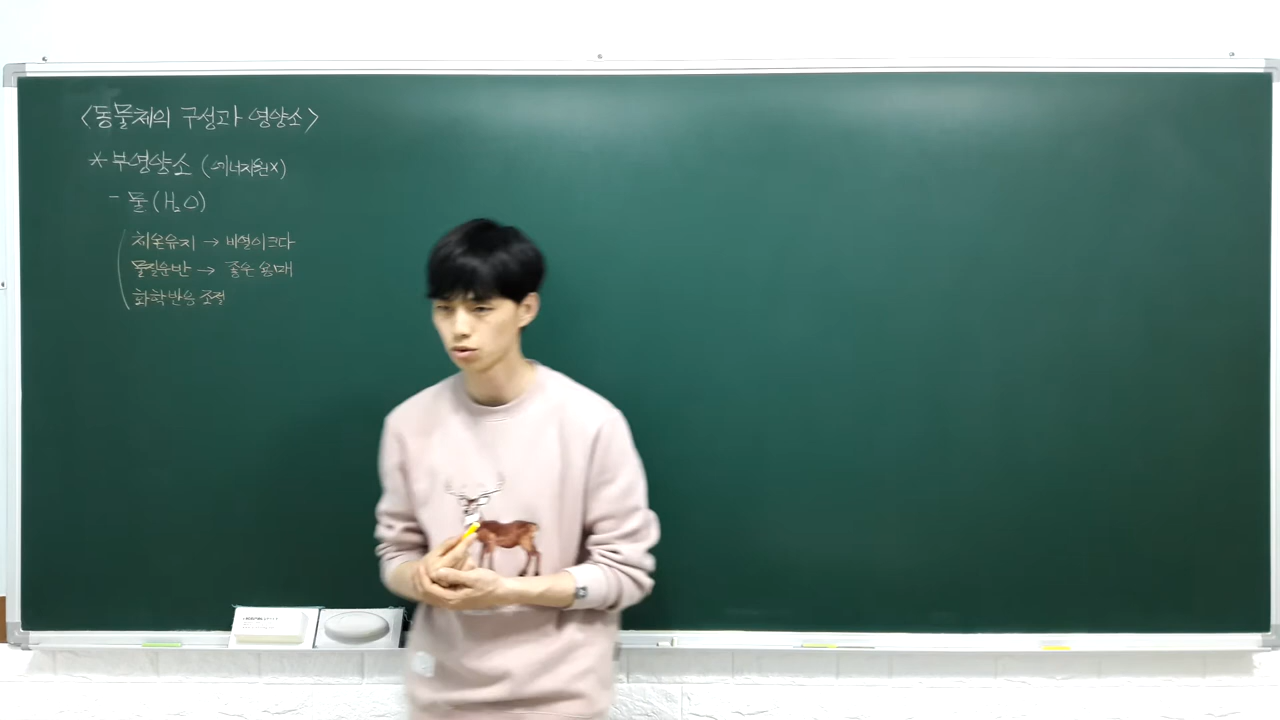 <동물체의 구성과 영양소>
* 부영양소 (에너지원×)
- 물(H₂O)
체온유지 → 비열이 크다
물질운반 → 좋은 용매
화학반응 조절